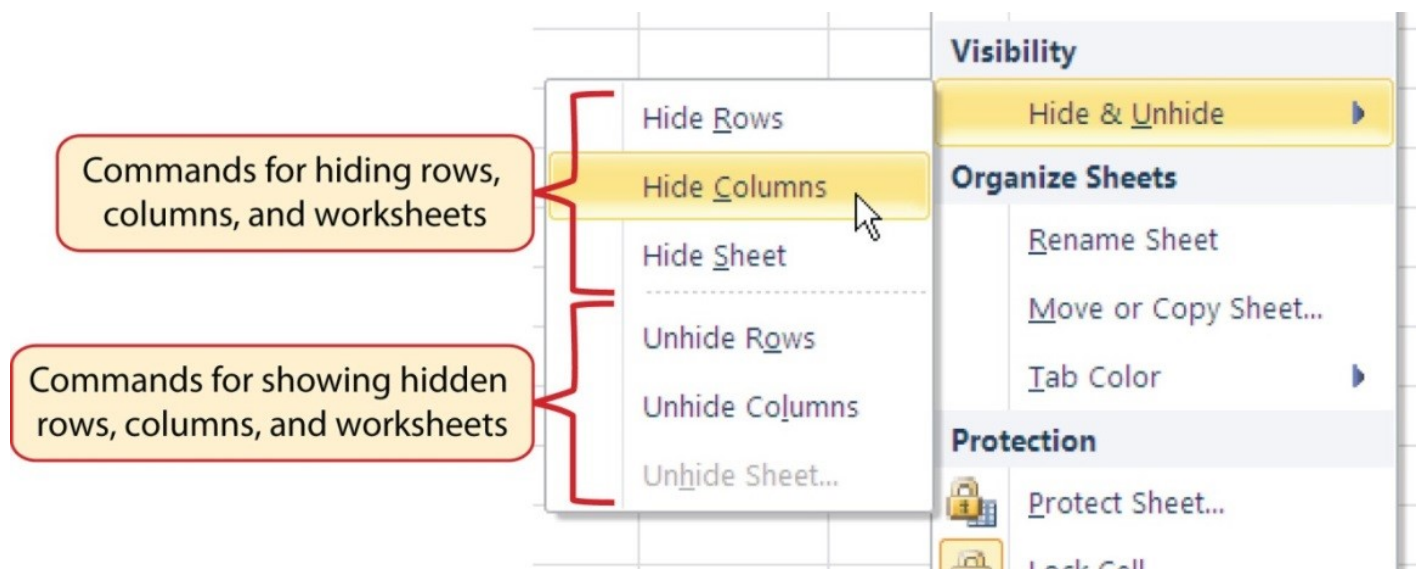 Commands for hiding rows,
columns, and worksheets
Commands for showing hidden
rows, columns, and worksheets
Hide Rows
Hide Columns
Hide Sheet
Unhide Rows
Unhide Columns
Unhide Sheet...
Visibility
Hide & Unhide
Organize Sheets
Rename Sheet
Move or Copy Sheet...
Tab Color
Protection
Protect Sheet...
Lock Cell